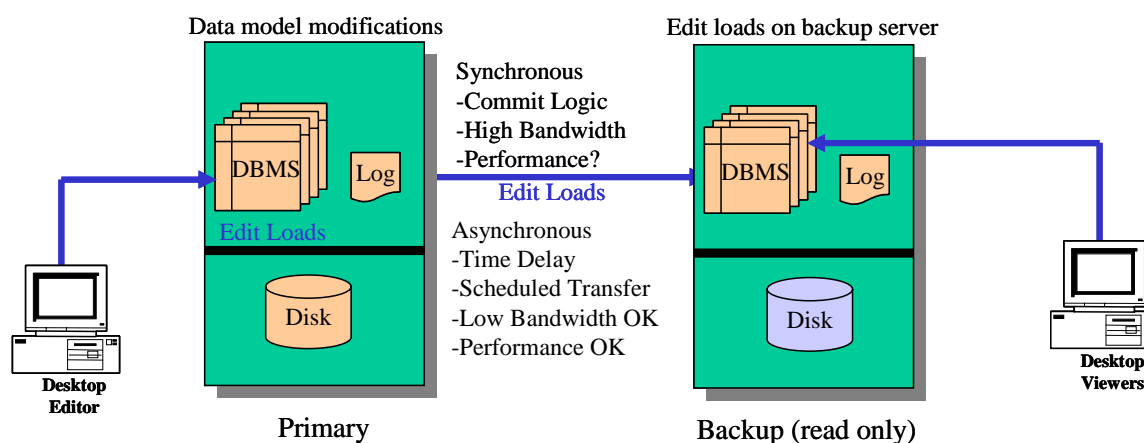 Data model modifications
Edit loads on backup server
Synchronous
-Commit Logic
-High Bandwidth
-Performance?
Edit Loads
Asynchronous
-Time Delay
-Scheduled Transfer
-Low Bandwidth OK
-Performance OK
DBMS
Log
Edit Loads
Disk
DBMS
Log
Disk
Desktop
Editor
Desktop
Viewers
Primary
Backup (read only)